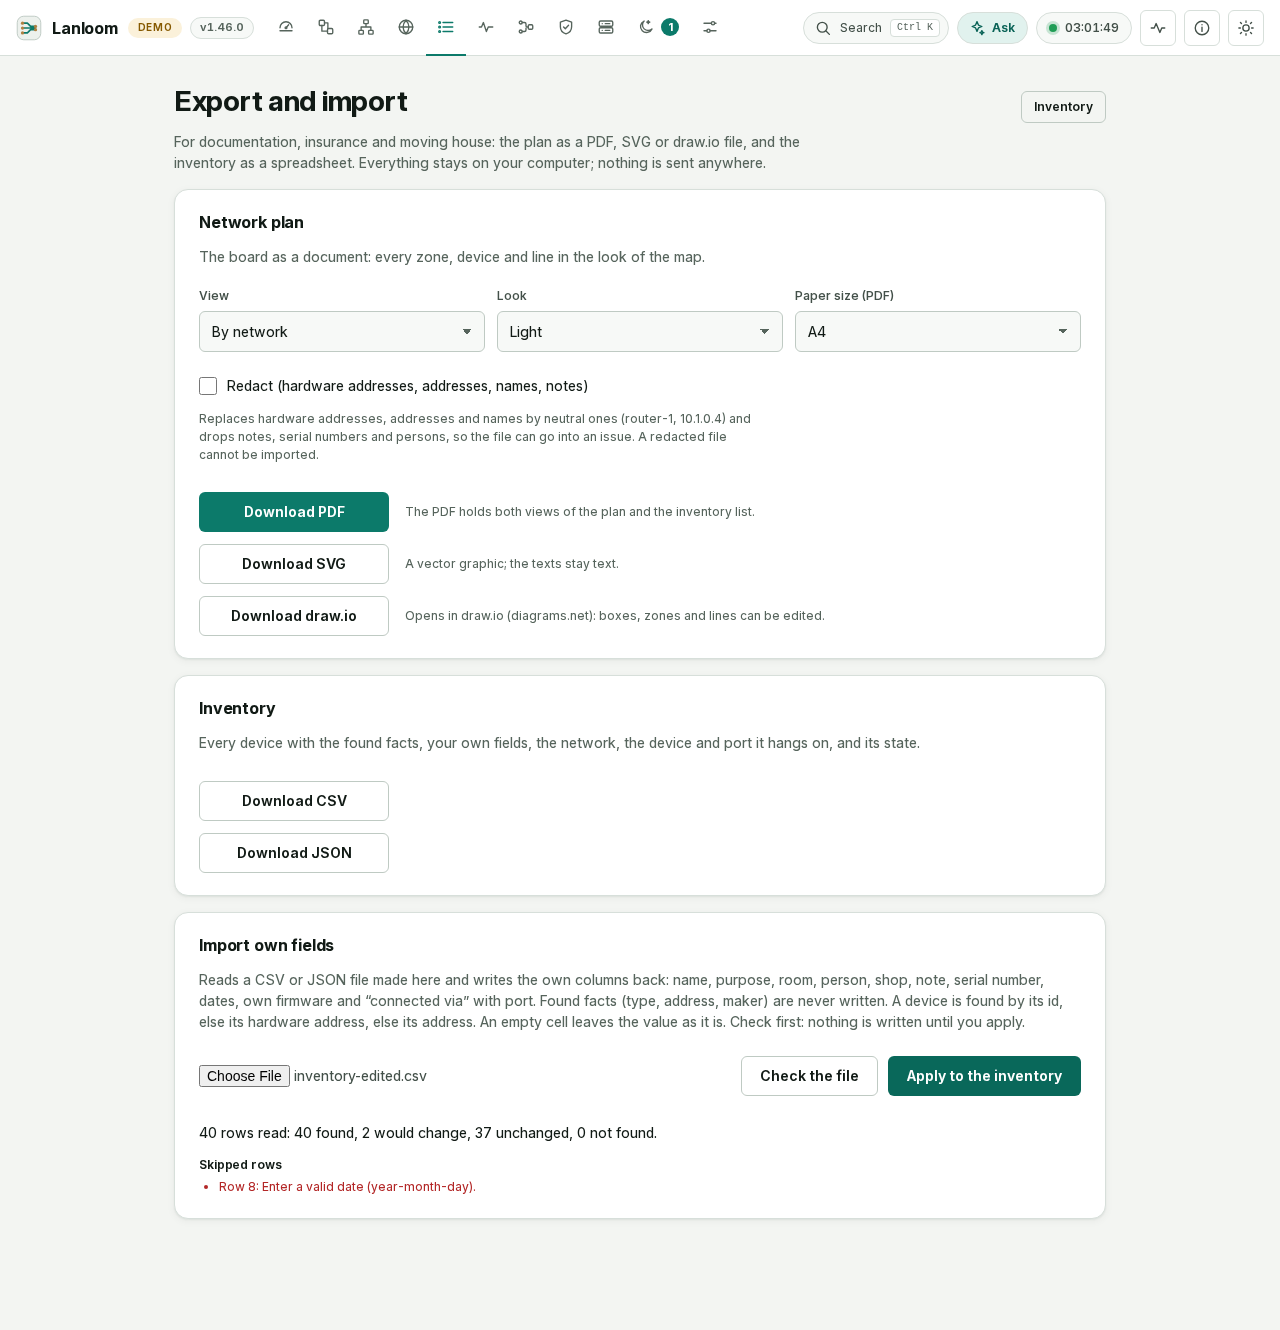 Lanloom DEMO v1.46.0 1 Search Ctrl K Ask 03:01:49
Export and import
Inventory
For documentation, insurance and moving house: the plan as a PDF, SVG or draw.io file, and the
inventory as a spreadsheet. Everything stays on your computer; nothing is sent anywhere.
Network plan
The board as a document: every zone, device and line in the look of the map.
View Look Paper size (PDF)
By network Light A4
Redact (hardware addresses, addresses, names, notes)
Replaces hardware addresses, addresses and names by neutral ones (router-1, 10.1.0.4) and
drops notes, serial numbers and persons, so the file can go into an issue. A redacted file
cannot be imported.
Download PDF The PDF holds both views of the plan and the inventory list.
Download SVG A vector graphic; the texts stay text.
Download draw.io Opens in draw.io (diagrams.net): boxes, zones and lines can be edited.
Inventory
Every device with the found facts, your own fields, the network, the device and port it hangs on, and its state.
Download CSV
Download JSON
Import own fields
Reads a CSV or JSON file made here and writes the own columns back: name, purpose, room, person, shop, note, serial number,
dates, own firmware and “connected via” with port. Found facts (type, address, maker) are never written. A device is found by its id,
else its hardware address, else its address. An empty cell leaves the value as it is. Check first: nothing is written until you apply.
Choose File inventory-edited.csv Check the file Apply to the inventory
40 rows read: 40 found, 2 would change, 37 unchanged, 0 not found.
Skipped rows
• Row 8: Enter a valid date (year-month-day).